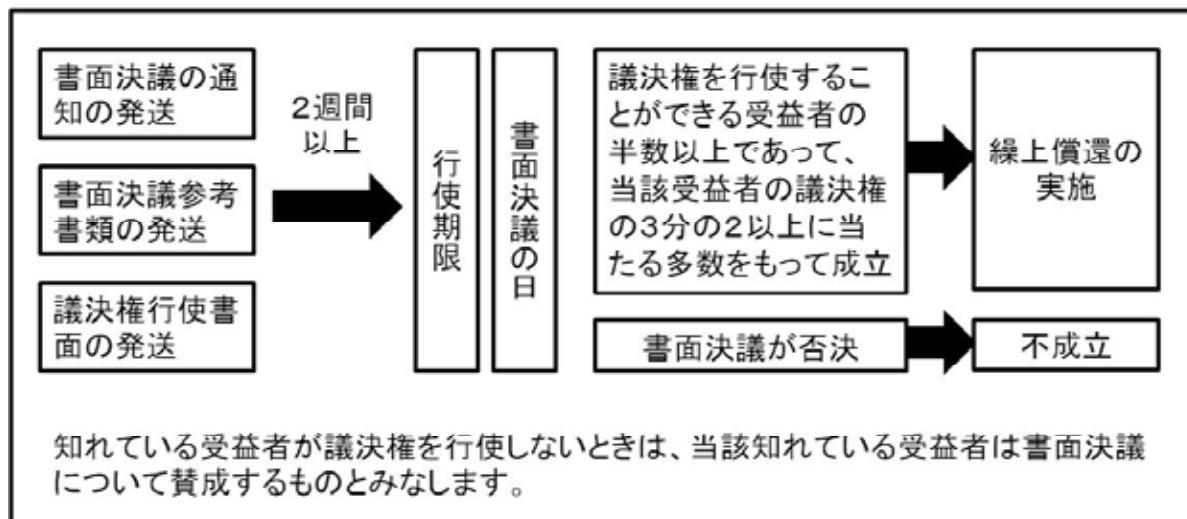 書面決議の通
知の発送
書面決議参考
書類の発送
議決権行使書
面の発送
2週間
以上
行使期限
書面決議の日
議決権を行使するこ
とができる受益者の
半数以上であって、
当該受益者の議決権
の3分の2以上に当
たる多数をもって成立
繰上償還の
実施
書面決議が否決
不成立
知れている受益者が議決権を行使しないときは、当該知れている受益者は書面決議
について賛成するものとみなします。